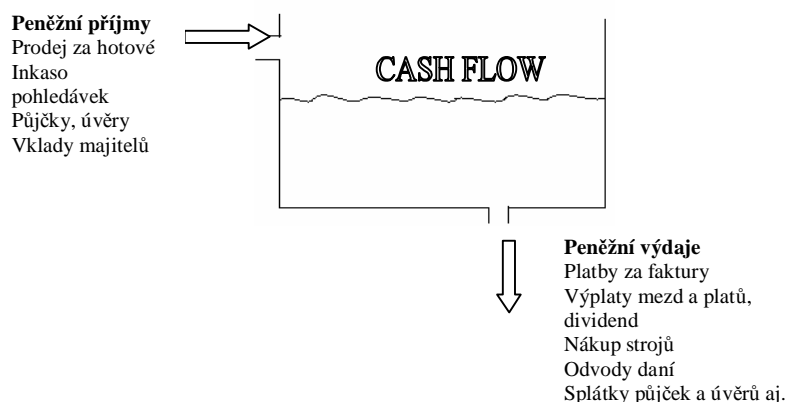 Peněžní příjmy
Prodej za hotové
Inkaso
pohledávek
Půjčky, úvěry
Vklady majitelů
CASH FLOW
Peněžní výdaje
Platby za faktury
Výplaty mezd a platů,
dividend
Nákup strojů
Odvody daní
Splátky půjček a úvěrů aj.